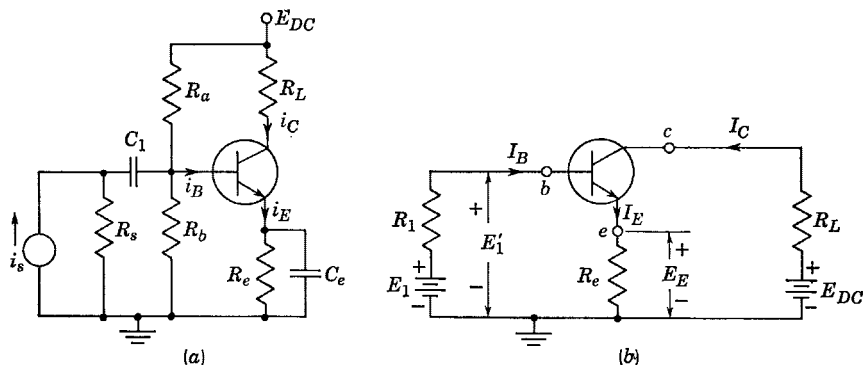 E_DC
R_a
R_L
i_C
C_1
i_B
i_E
i_s
R_s
R_b
R_e
C_e
(a)
c
I_C
I_B
b
R_1
+
E'_1
I_E
e
R_L
+
E_1
−
−
R_e
+
E_E
−
+
E_DC
−
(b)